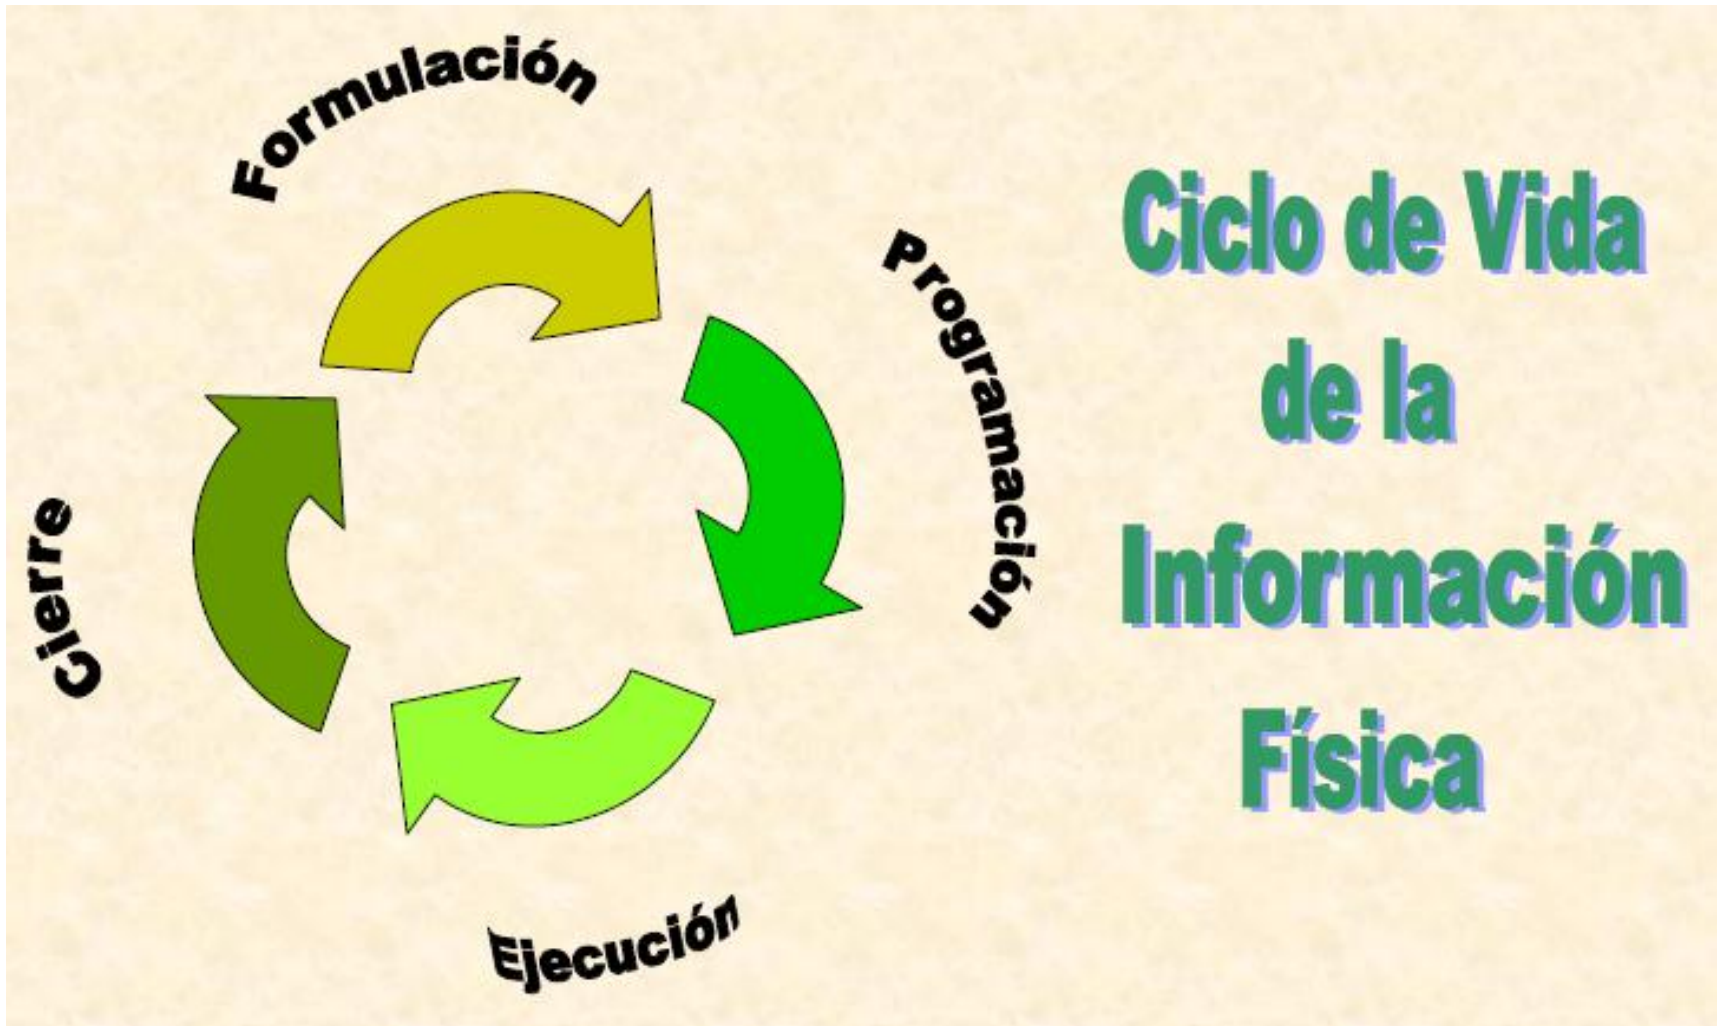 Formulación
Programación
Ejecución
Cierre
Ciclo de Vida
de la
Información
Física